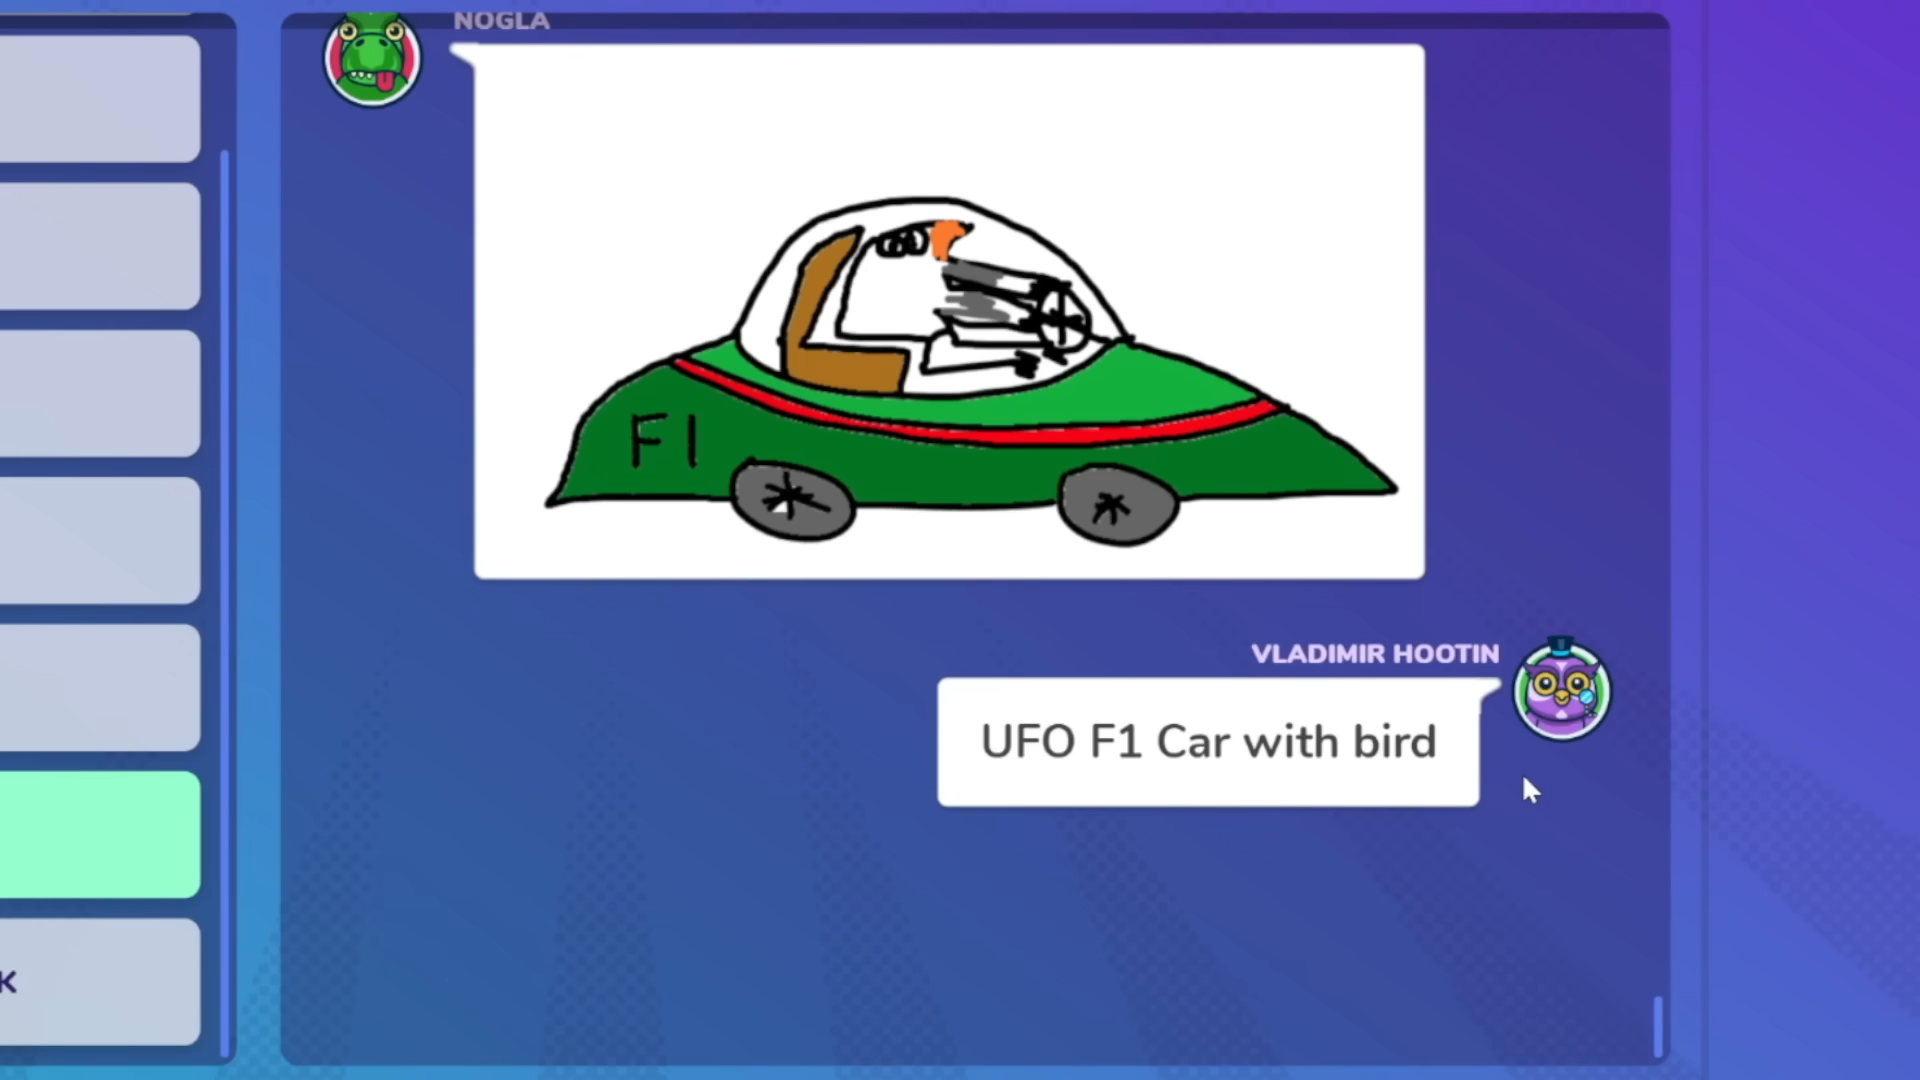 NOGLA
F1
VLADIMIR HOOTIN
UFO F1 Car with bird
K